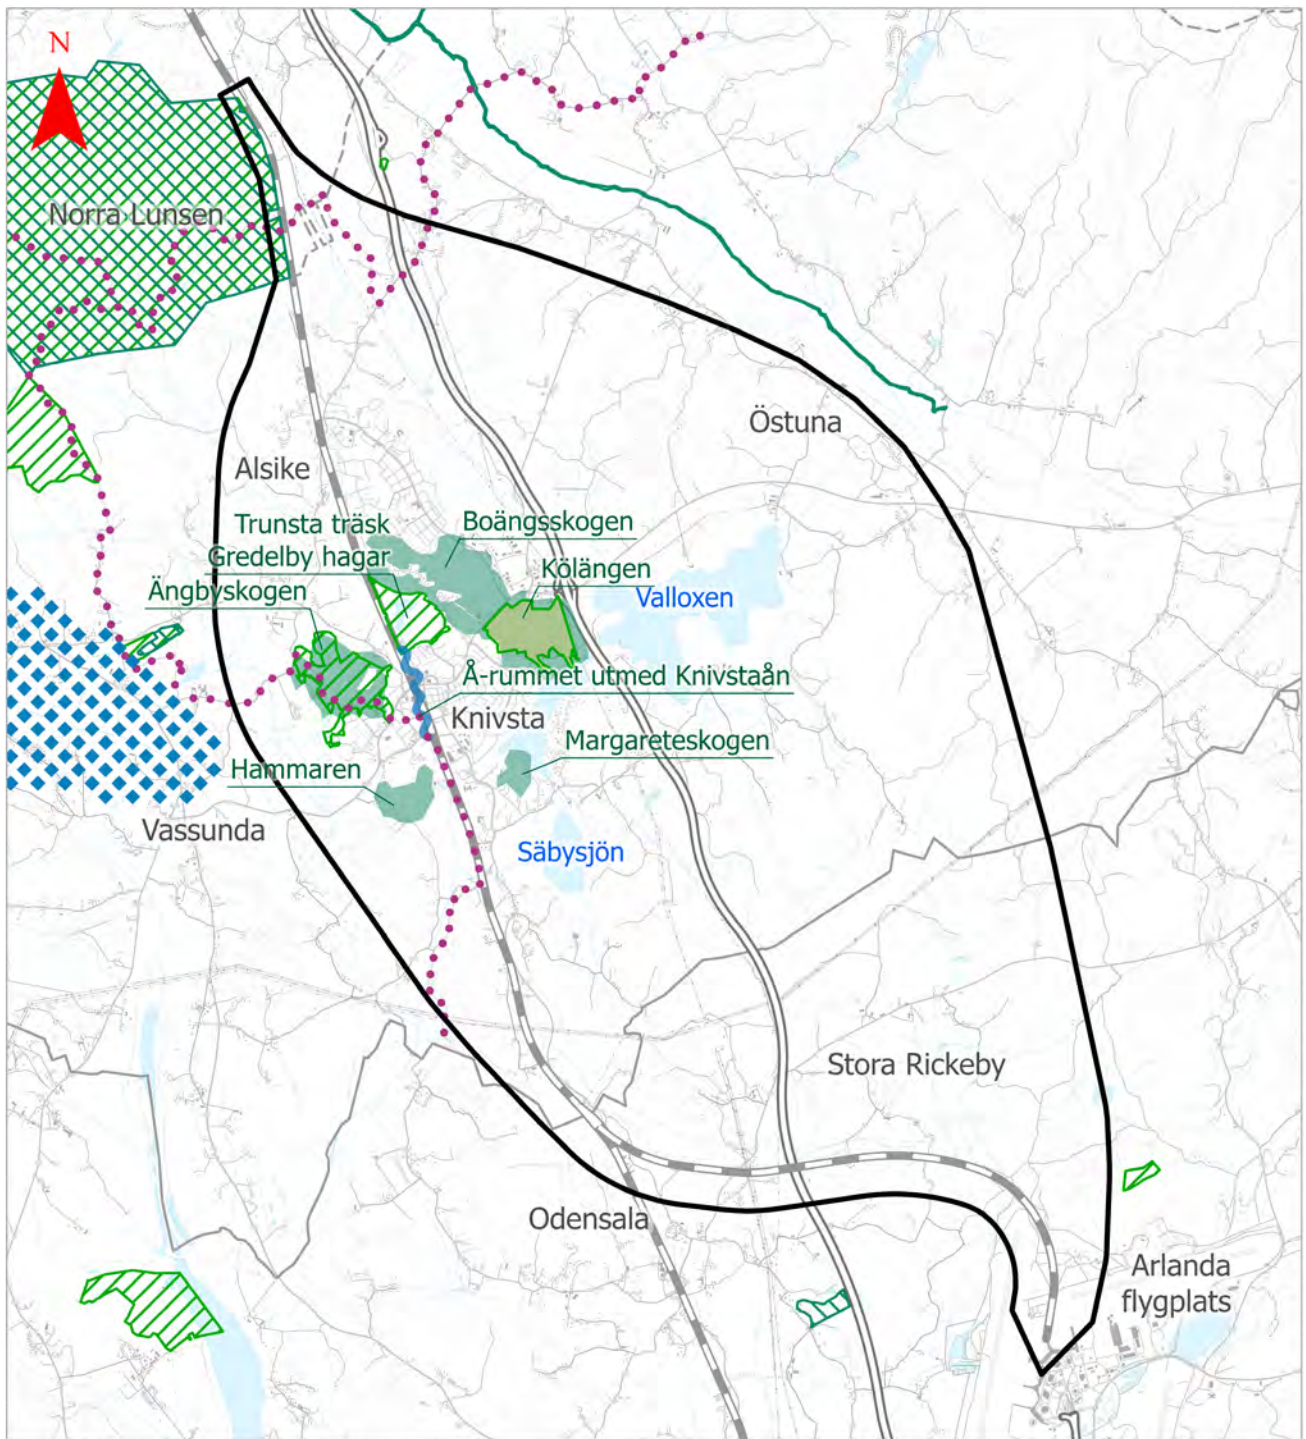 N
Norra Lunsen
Östuna
Alsike
Trunsta träsk
Gredelby hagar
Boängsskogen
Kölängen
Ängbyskogen
Valloxen
Å-rummet utmed Knivstaån
Knivsta
Margareteskogen
Hammaren
Vassunda
Säbysjön
Stora Rickeby
Odensala
Arlanda
flygplats